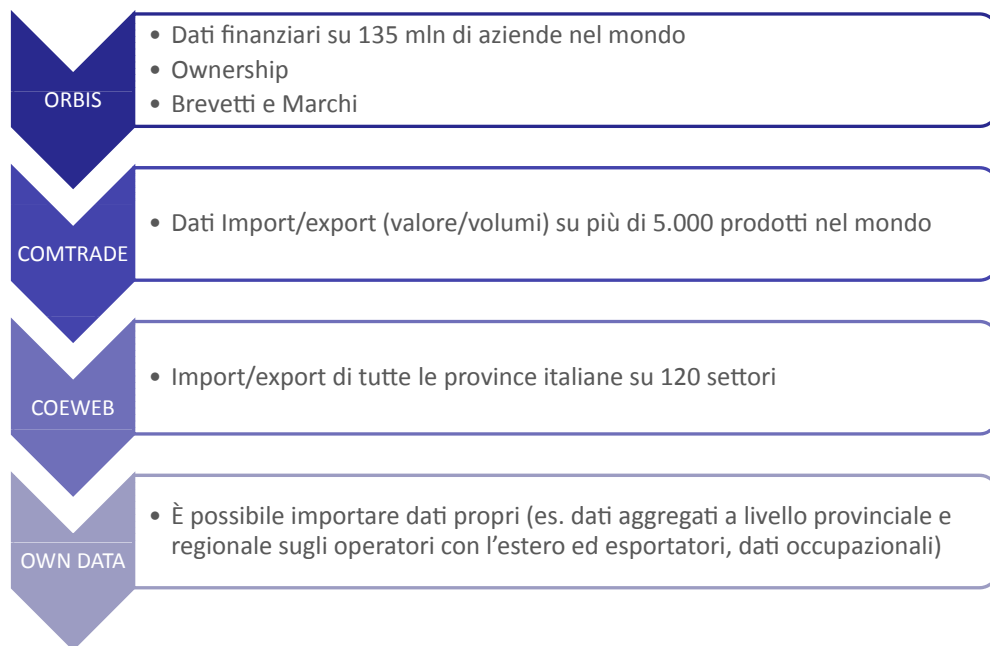 ORBIS
• Dati finanziari su 135 mln di aziende nel mondo
• Ownership
• Brevetti e Marchi
COMTRADE
• Dati Import/export (valore/volumi) su più di 5.000 prodotti nel mondo
COEWEB
• Import/export di tutte le province italiane su 120 settori
OWN DATA
• È possibile importare dati propri (es. dati aggregati a livello provinciale e
regionale sugli operatori con l’estero ed esportatori, dati occupazionali)